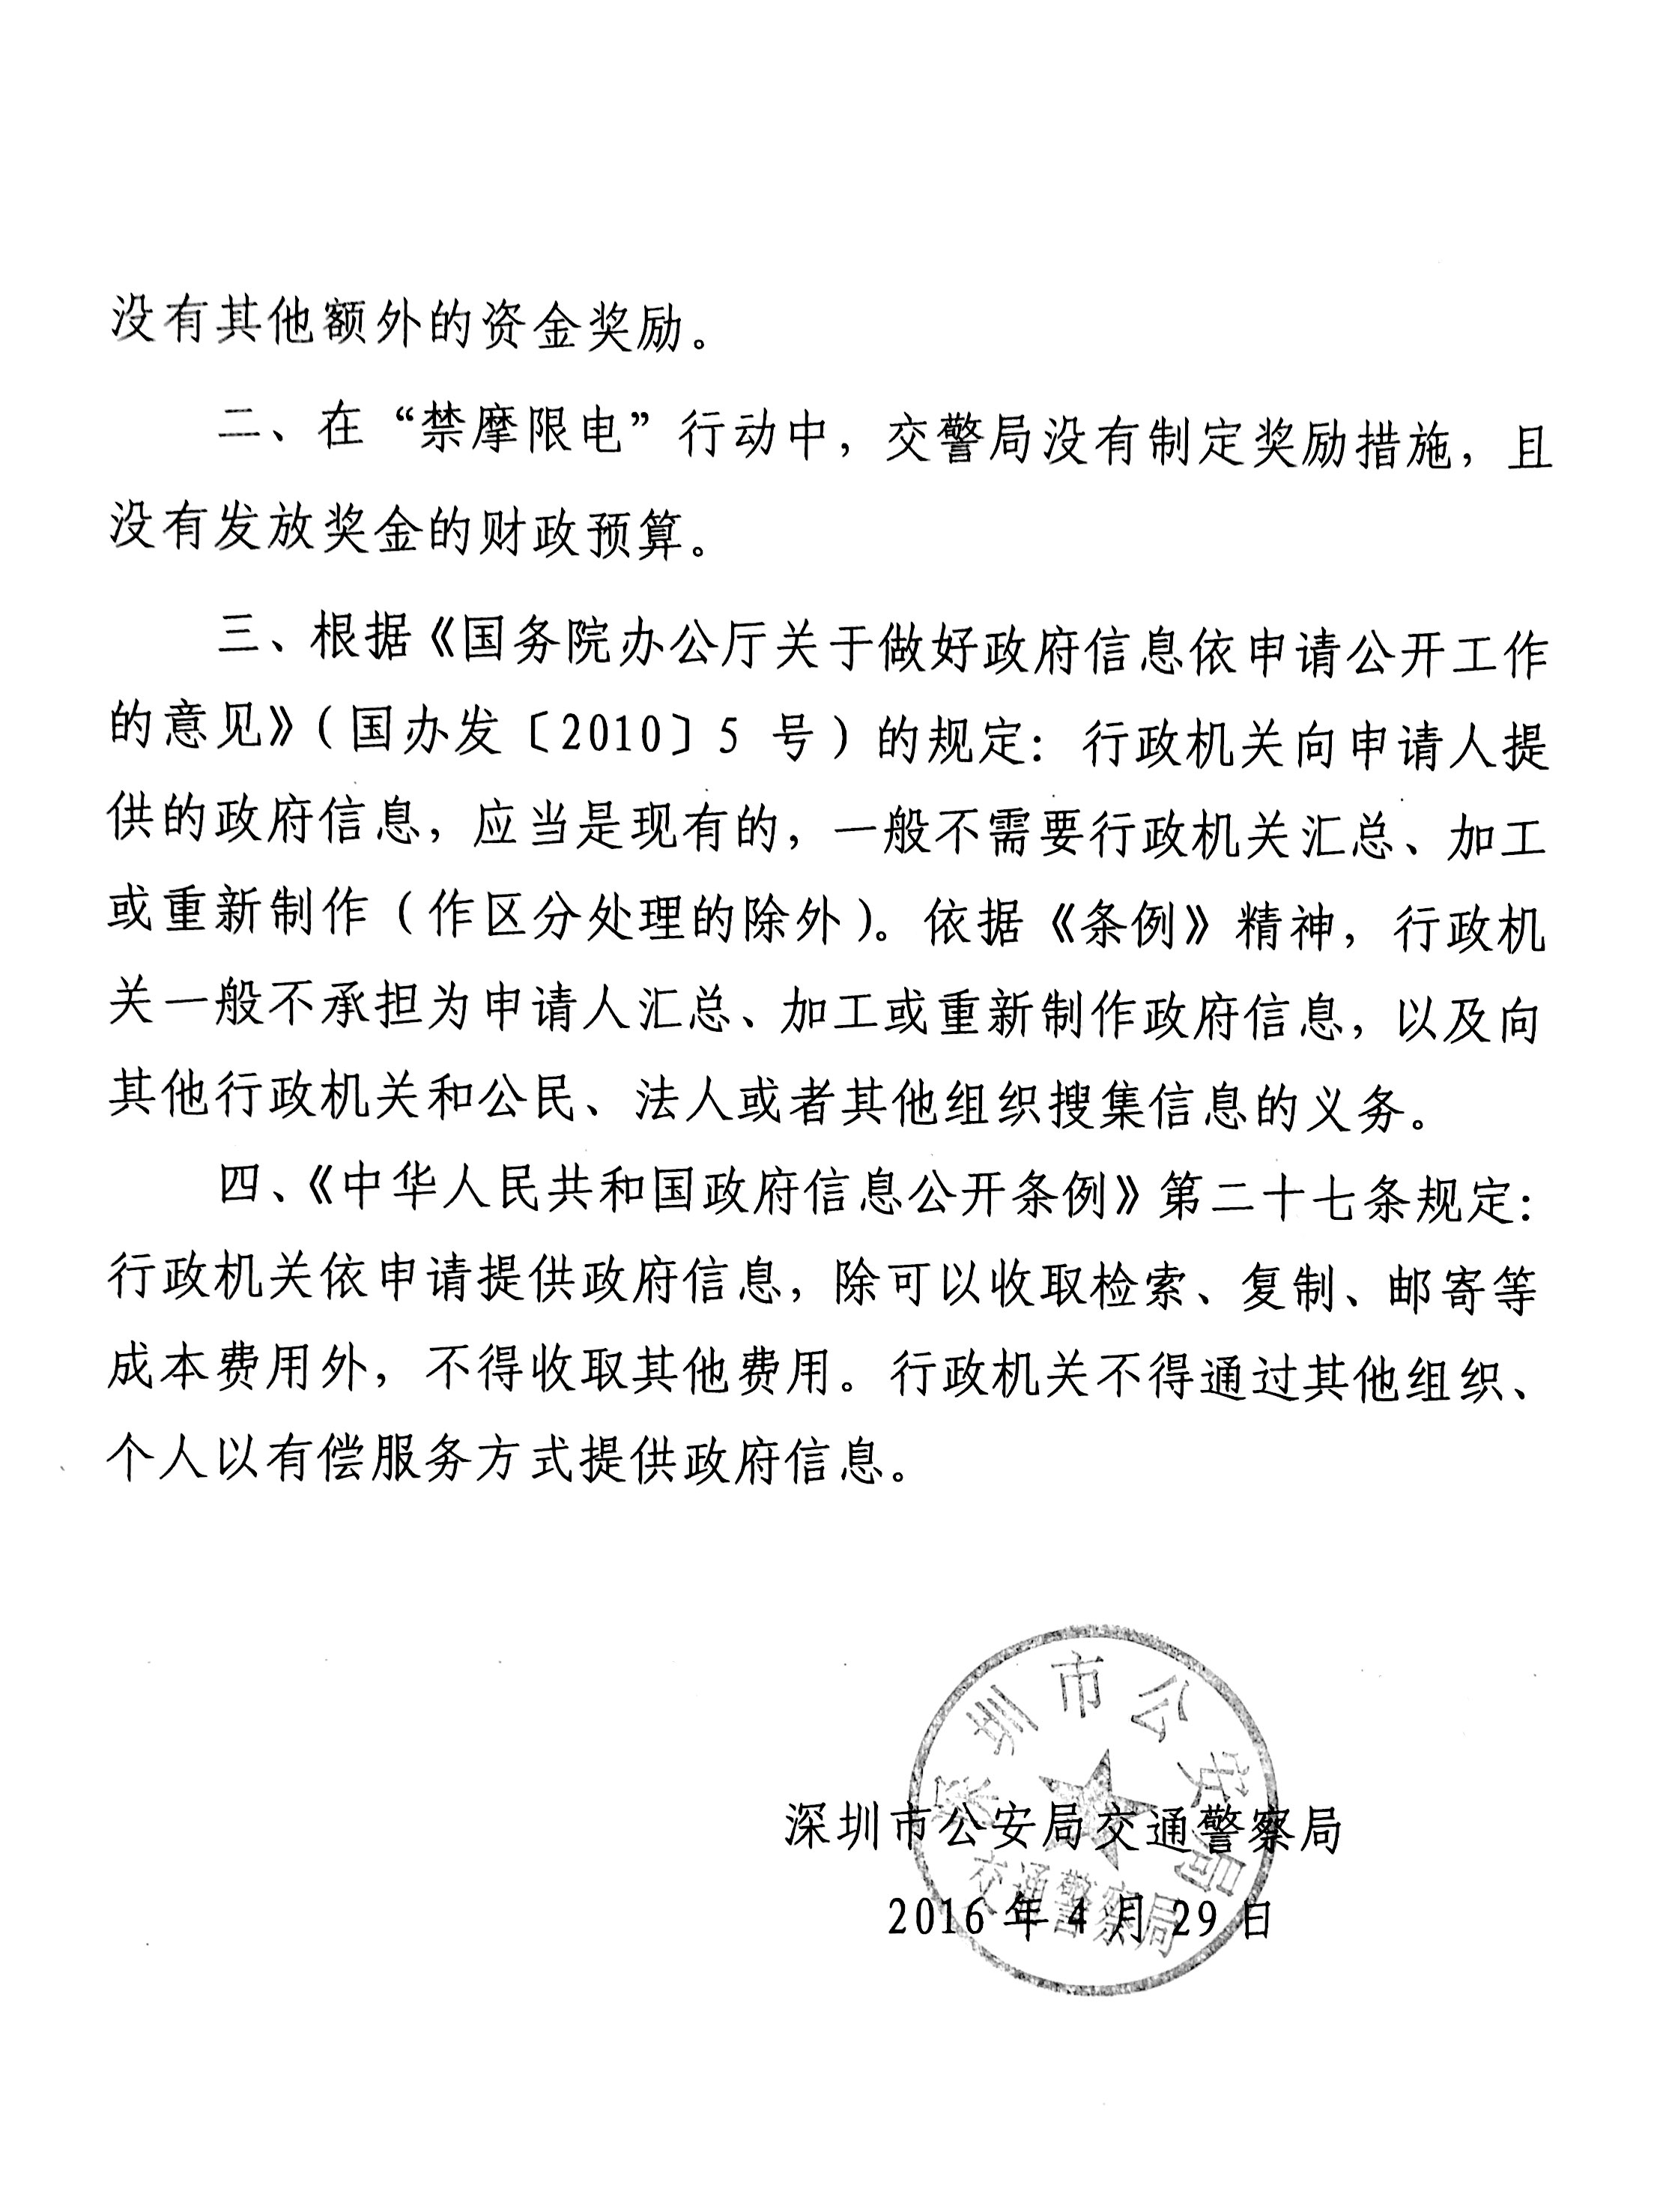 没有其他额外的资金奖励。
二、在“禁摩限电”行动中，交警局没有制定奖励措施，且
没有发放奖金的财政预算。
三、根据《国务院办公厅关于做好政府信息依申请公开工作
的意见》（国办发〔2010〕5 号）的规定：行政机关向申请人提
供的政府信息，应当是现有的，一般不需要行政机关汇总、加工
或重新制作（作区分处理的除外）。依据《条例》精神，行政机
关一般不承担为申请人汇总、加工或重新制作政府信息，以及向
其他行政机关和公民、法人或者其他组织搜集信息的义务。
四、《中华人民共和国政府信息公开条例》第二十七条规定：
行政机关依申请提供政府信息，除可以收取检索、复制、邮寄等
成本费用外，不得收取其他费用。行政机关不得通过其他组织、
个人以有偿服务方式提供政府信息。
深圳市公安局
深圳市公安局交通警察局
交通警察局
2016 年 4 月 29 日